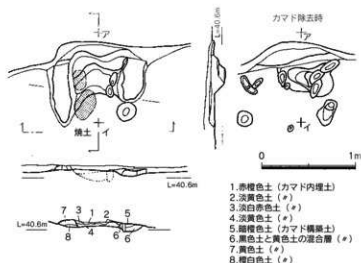 カマド除去時
ア
ア
L=40.6m
焼土
イ
イ
L=40.6m
L=40.6m
7 3 1 2 5
8 4 6 6
0 1m
1.赤橙色土(カマド内埋土)
2.淡黄色土(〃)
3.淡白赤色土(〃)
4.淡黄色土(〃)
5.暗橙色土(カマド構築土)
6.黒色土と黄色土の混合層(〃)
7.黄色土(〃)
8.橙白色土(〃)